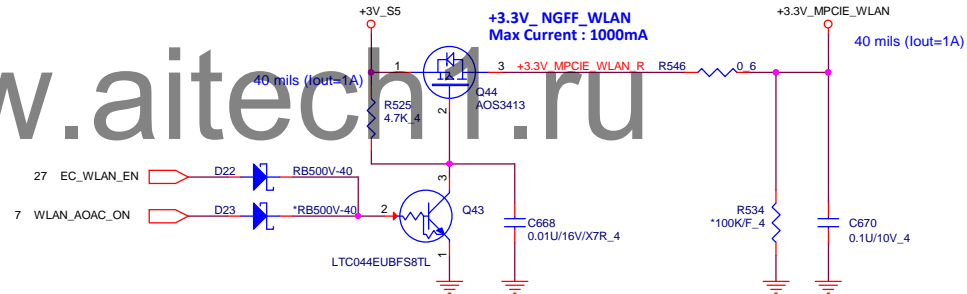 +3V_S5
+3.3V_ NGFF_WLAN
Max Current : 1000mA
+3.3V_MPCIE_WLAN
40 mils (Iout=1A)
40 mils (Iout=1A)
1
3
+3.3V_MPCIE_WLAN_R
R546
0_6
Q44
AOS3413
2
R525
4.7K_4
w.aitech1.ru
27 EC_WLAN_EN
D22
RB500V-40
7 WLAN_AOAC_ON
D23
*RB500V-40
2
3
Q43
1
LTC044EUBFS8TL
C668
0.01U/16V/X7R_4
R534
*100K/F_4
C670
0.1U/10V_4